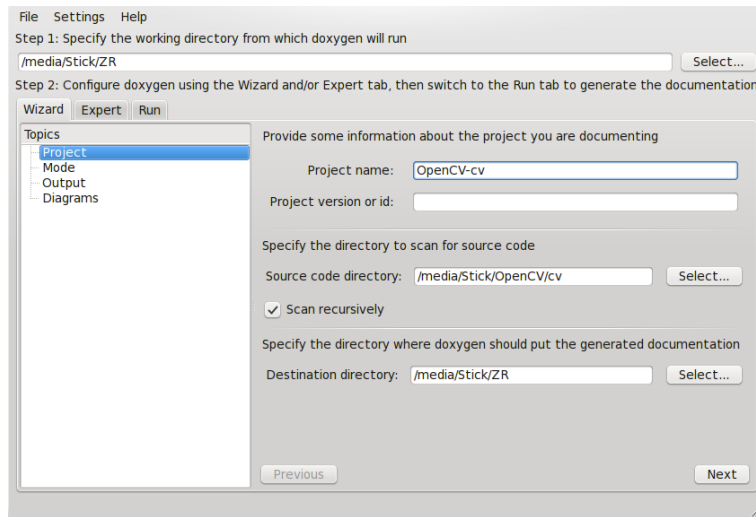 File Settings Help
Step 1: Specify the working directory from which doxygen will run
/media/Stick/ZR Select...
Step 2: Configure doxygen using the Wizard and/or Expert tab, then switch to the Run tab to generate the documentation
Wizard Expert Run
Topics
Project
Mode
Output
Diagrams
Provide some information about the project you are documenting
Project name: OpenCV-cv
Project version or id:
Specify the directory to scan for source code
Source code directory: /media/Stick/OpenCV/cv Select...
Scan recursively
Specify the directory where doxygen should put the generated documentation
Destination directory: /media/Stick/ZR Select...
Previous Next